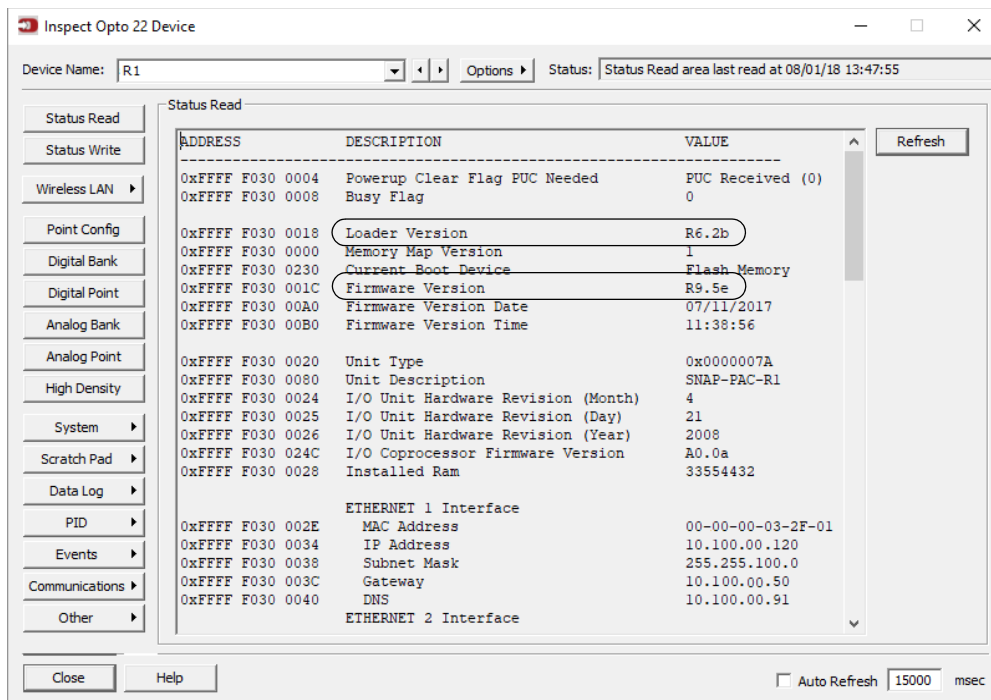 Inspect Opto 22 Device
Device Name: R1 Options Status: Status Read area last read at 08/01/18 13:47:55
Status Read
Status Write
Wireless LAN
Point Config
Digital Bank
Digital Point
Analog Bank
Analog Point
High Density
System
Scratch Pad
Data Log
PID
Events
Communications
Other
Status Read
ADDRESS DESCRIPTION VALUE
--------------------------------------------------------------------
0xFFFF F030 0004 Powerup Clear Flag PUC Needed PUC Received (0)
0xFFFF F030 0008 Busy Flag 0
0xFFFF F030 0018 Loader Version R6.2b
0xFFFF F030 0000 Memory Map Version 1
0xFFFF F030 0230 Current Boot Device Flash Memory
0xFFFF F030 001C Firmware Version R9.5e
0xFFFF F030 00A0 Firmware Version Date 07/11/2017
0xFFFF F030 00B0 Firmware Version Time 11:38:56
0xFFFF F030 0020 Unit Type 0x0000007A
0xFFFF F030 0080 Unit Description SNAP-PAC-R1
0xFFFF F030 0024 I/O Unit Hardware Revision (Month) 4
0xFFFF F030 0025 I/O Unit Hardware Revision (Day) 21
0xFFFF F030 0026 I/O Unit Hardware Revision (Year) 2008
0xFFFF F030 024C I/O Coprocessor Firmware Version A0.0a
0xFFFF F030 0028 Installed Ram 33554432
ETHERNET 1 Interface
0xFFFF F030 002E MAC Address 00-00-00-03-2F-01
0xFFFF F030 0034 IP Address 10.100.00.120
0xFFFF F030 0038 Subnet Mask 255.255.100.0
0xFFFF F030 003C Gateway 10.100.00.50
0xFFFF F030 0040 DNS 10.100.00.91
ETHERNET 2 Interface
Refresh
Close Help Auto Refresh 15000 msec